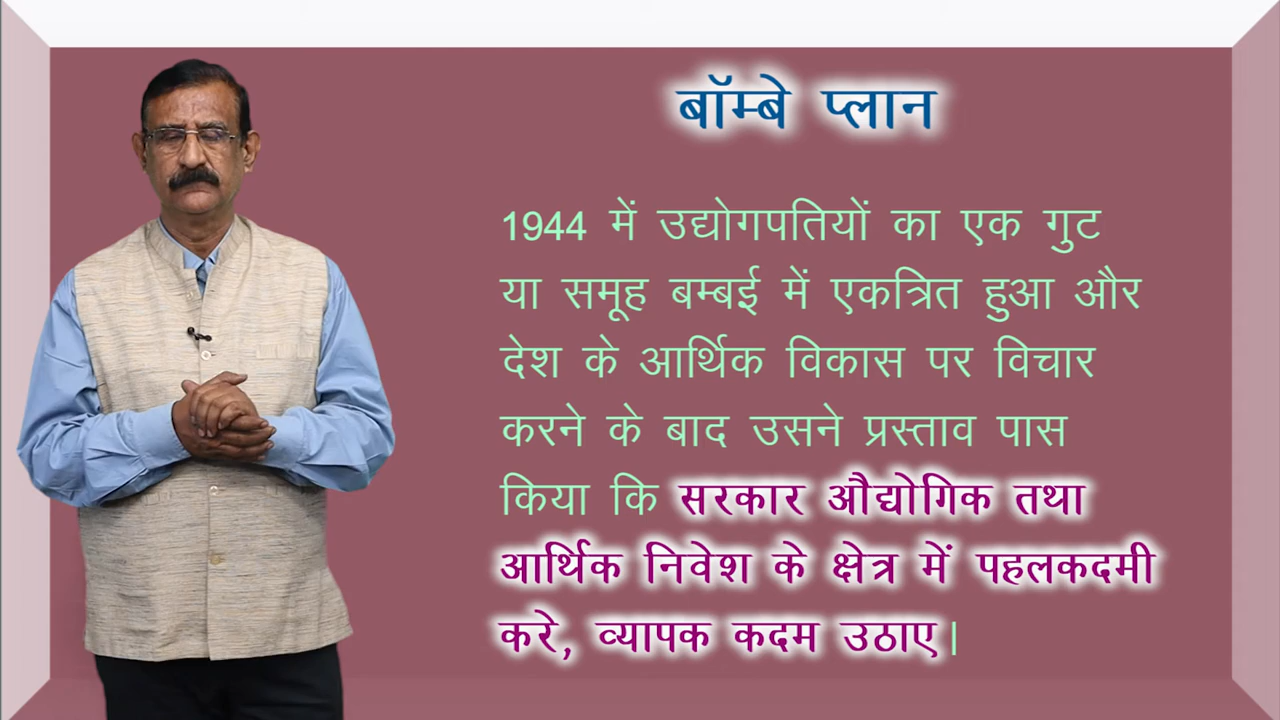 बॉम्बे प्लान
1944 में उद्योगपतियों का एक गुट
या समूह बम्बई में एकत्रित हुआ और
देश के आर्थिक विकास पर विचार
करने के बाद उसने प्रस्ताव पास
किया कि सरकार औद्योगिक तथा
आर्थिक निवेश के क्षेत्र में पहलकदमी
करे, व्यापक कदम उठाए।